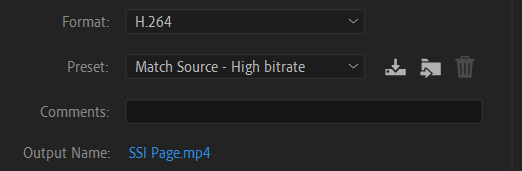 Format: H.264
Preset: Match Source - High bitrate
Comments:
Output Name: SSI Page.mp4